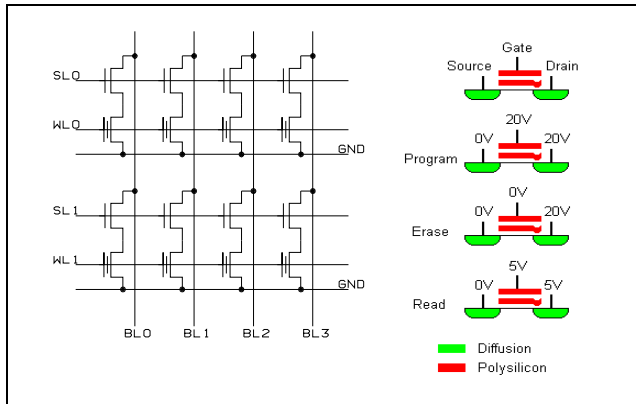 SL0
WL0
GND
SL1
WL1
GND
BL0 BL1 BL2 BL3
Gate
Source Drain
20V
0V 20V
Program
0V
0V 20V
Erase
5V
0V 5V
Read
Diffusion
Polysilicon